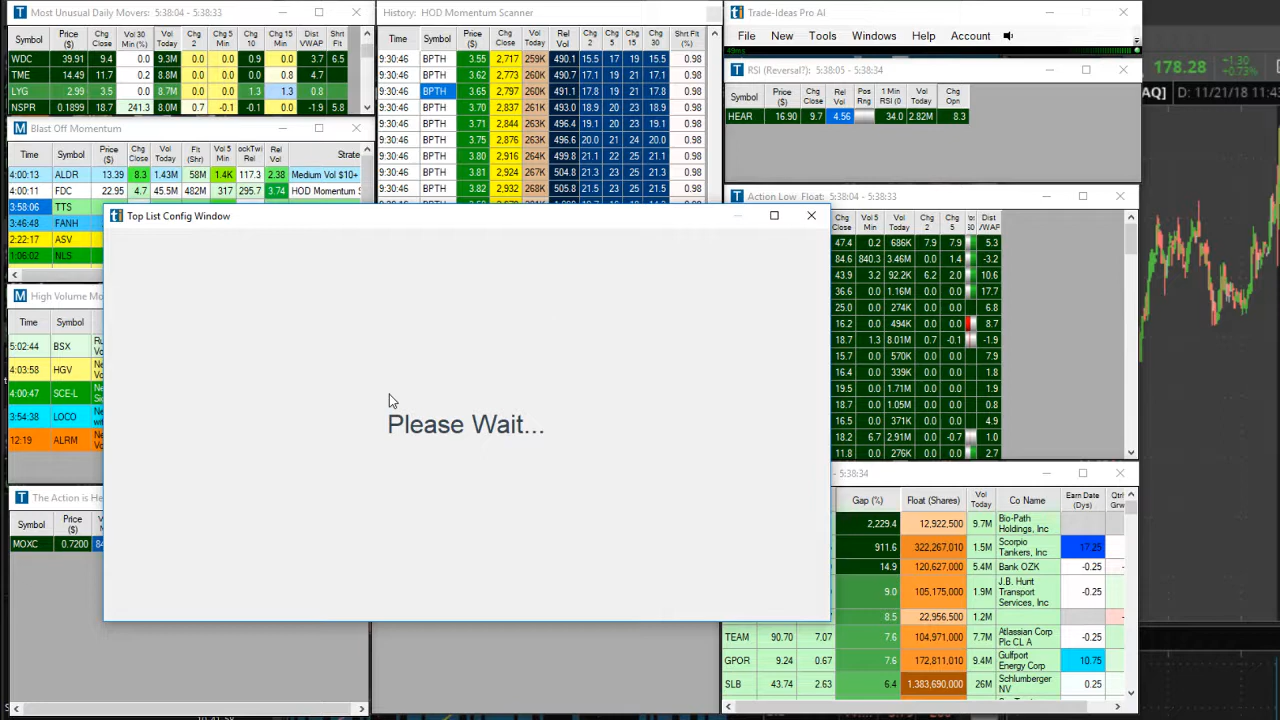 Most Unusual Daily Movers: 5:38:04 - 5:38:33
Symbol Price ($) Chg Close Vol 30 Min (%) Vol Today Chg 2 Chg 5 Min Chg 10 Chg 15 Min Dist VWAP Shrt Flt
WDC 39.91 9.4 0.0 9.3M 0.0 0.0 0.9 0.0 3.7 6.5
TME 14.49 11.7 0.2 8.8M 0.0 0.0 0.0 0.8 4.7
LYG 2.99 3.5 0.0 8.7M 0.0 0.0 1.3 1.3 0.8
NSPR 0.1899 18.7 241.3 8.0M 0.7 -0.1 -0.1 0.0 -1.9 5.8
Blast Off Momentum
Time Symbol Price ($) Chg Close Flt (Shr) Vol 5 Min Rel Vol Strate
4:00:13 ALDR 13.39 8.3 1.43M 58M 1.4K 117.3 2.38 Medium Vol $10+
4:00:11 FDC 22.95 4.7 45.5M 482M 317 295.7 3.74 HOD Momentum S
3:58:06 TTS
3:46:48 FANH
2:22:17 ASV
1:06:02 NLS
High Volume Mo
Time Symbol
5:02:44 BSX
4:03:58 HGV
4:00:47 SCE-L
3:54:38 LOCO
12:19 ALRM
The Action is He
Symbol Price ($)
MOXC 0.7200
History: HOD Momentum Scanner
Time Symbol Price ($) Chg Close Vol Today Rel Vol Chg 2 Chg 5 Chg 15 Chg 30 Shrt Flt (%)
9:30:46 BPTH 3.55 2,717 259K 490.1 15.5 17 19 15.5 0.98
9:30:46 BPTH 3.62 2,773 260K 490.7 17.1 19 21 17.1 0.98
9:30:46 BPTH 3.65 2,797 260K 491.1 17.8 19 22 17.8 0.98
9:30:46 BPTH 3.70 2,837 263K 496.3 18.9 20 23 18.9 0.98
9:30:46 BPTH 3.71 2,844 263K 496.4 19.1 20 23 19.1 0.98
9:30:46 BPTH 3.75 2,876 263K 496.9 20.0 21 24 20.0 0.98
9:30:46 BPTH 3.80 2,916 264K 499.8 21.1 22 25 21.1 0.98
9:30:46 BPTH 3.81 2,924 267K 504.8 21.3 22 25 21.3 0.98
9:30:46 BPTH 3.82 2,932 268K 505.8 21.5 22 25 21.5 0.98
Trade-Ideas Pro AI
File New Tools Windows Help Account
RSI (Reversal?): 5:38:05 - 5:38:34
Symbol Price ($) Chg Close Rel Vol Pos Rng 1 Min RSI (0 Vol Today Chg Opn
HEAR 16.90 9.7 4.56 34.0 2.82M 8.3
178.28 +1.30 +0.73%
AQ] D: 11/21/18 11:43
Action Low Float: 5:38:04 - 5:38:33
Chg Close Vol 5 Min Vol Today Chg 2 Chg 5 Dist
47.4 0.2 686K 7.9 7.9 5.3
84.6 840.3 3.46M 0.0 1.4 -3.2
43.9 3.2 92.2K 6.2 2.0 10.6
36.6 0.1 1.16M 0.0 0.0 17.7
25.0 0.0 274K 0.0 0.0 6.8
16.2 494K 0.0 0.0 8.7
18.7 1.3 8.01M 0.7 -0.1 -1.9
15.7 570K 0.0 0.0 7.9
16.4 339K 0.0 0.0 1.8
19.5 0.0 1.71M 0.0 0.0 3.8
18.7 0.0 1.05M 0.0 0.0 0.8
16.5 371K 0.0 0.0 4.9
18.2 6.7 2.91M 0.0 -0.7 1.0
11.8 0.1 276K 0.0 0.0 2.7
Top List Config Window
Please Wait...
- 5:38:34
Gap (%) Float (Shares) Vol Today Co Name Earn Date (Dys) Qtrl Grw
2,229.4 12,922,500 9.7M Bio-Path Holdings, Inc
911.6 322,267,010 1.5M Scorpio Tankers, Inc 17.25
14.9 120,627,000 5.4M Bank OZK -0.25
9.0 105,175,000 1.9M J.B. Hunt Transport Services, Inc -0.25
8.5 22,956,500 1.2M
TEAM 90.70 7.07 7.6 104,971,000 7.7M Atlassian Corp Plc CL A -0.25
GPOR 9.24 0.67 7.6 172,811,010 9.4M Gulfport Energy Corp 10.75
SLB 43.74 2.63 6.4 1,383,690,000 26M Schlumberger NV 0.25